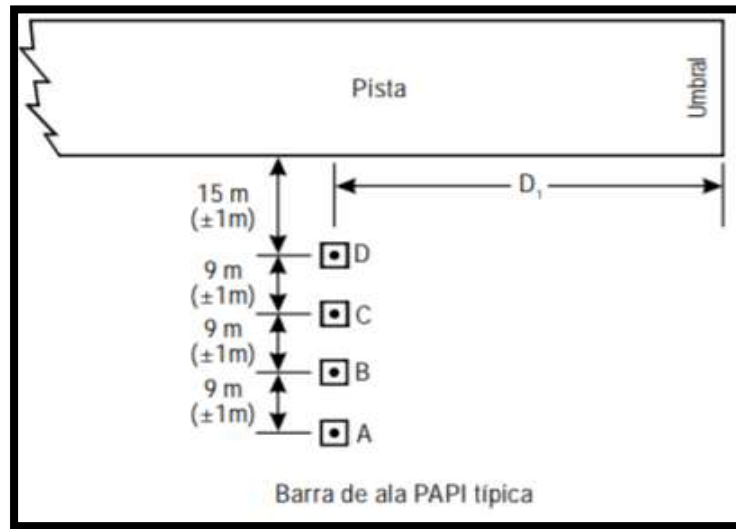 Pista
Umbral
15 m
(±1m)
D₁
D
9 m
(±1m)
C
9 m
(±1m)
B
9 m
(±1m)
A
Barra de ala PAPI típica